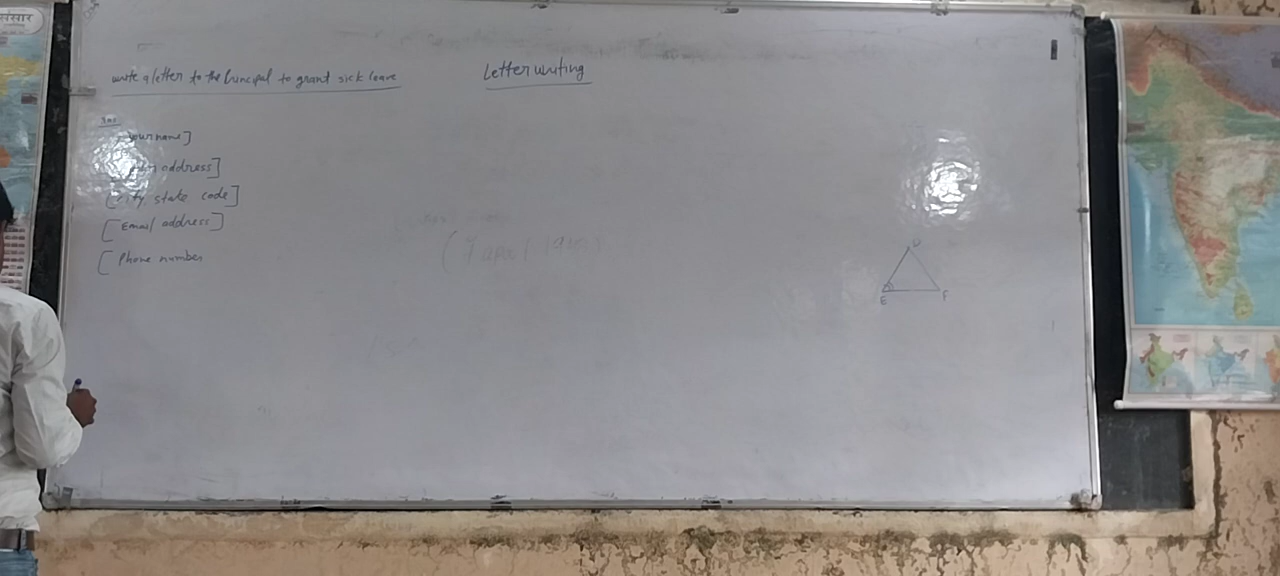 Letter writing
write a letter to the Principal to grant sick leave
Ans
your name]
address]
[city state code]
[Email address]
[Phone number
D
E F